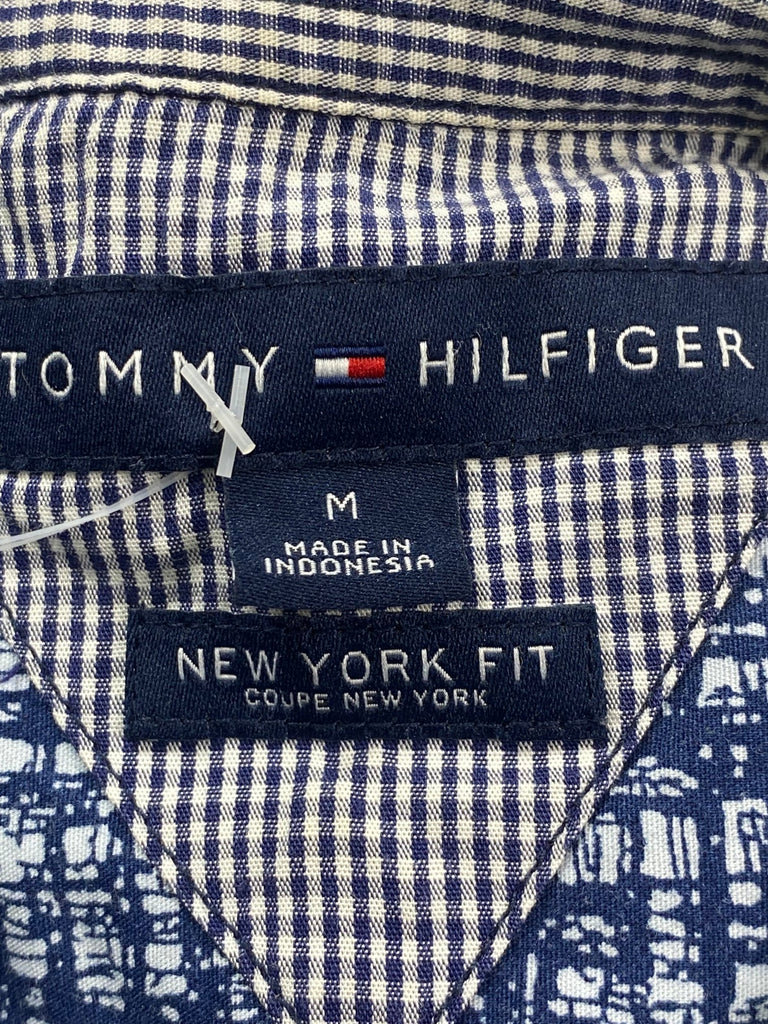 TOMMY HILFIGER
M
MADE IN
INDONESIA
NEW YORK FIT
COUPE NEW YORK